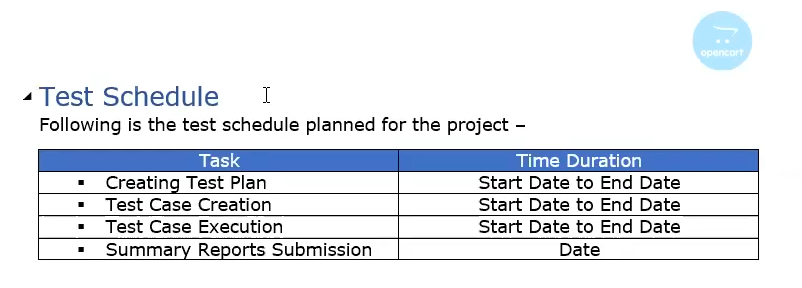 opencart
Test Schedule
Following is the test schedule planned for the project –
Task Time Duration
▪ Creating Test Plan Start Date to End Date
▪ Test Case Creation Start Date to End Date
▪ Test Case Execution Start Date to End Date
▪ Summary Reports Submission Date